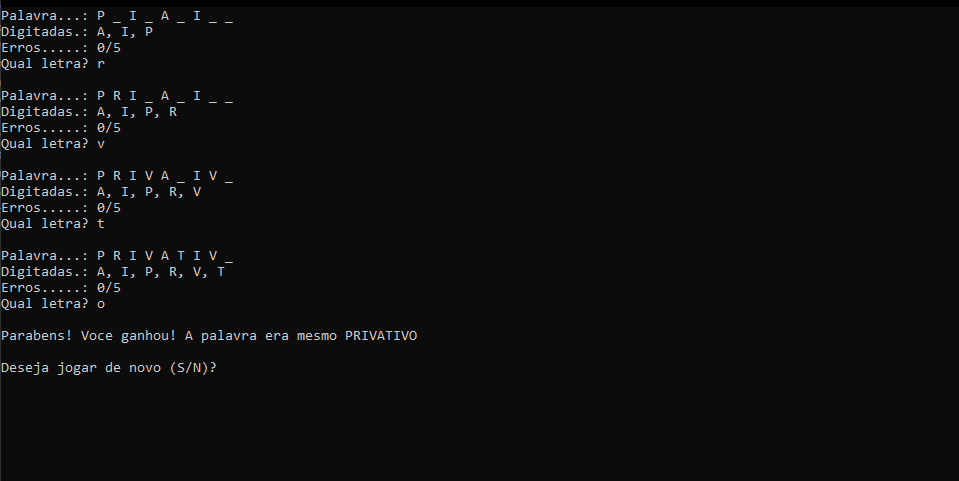 Palavra...: P _ I _ A _ I _ _
Digitadas.: A, I, P
Erros.....: 0/5
Qual letra? r
Palavra...: P R I _ A _ I _ _
Digitadas.: A, I, P, R
Erros.....: 0/5
Qual letra? v
Palavra...: P R I V A _ I V _
Digitadas.: A, I, P, R, V
Erros.....: 0/5
Qual letra? t
Palavra...: P R I V A T I V _
Digitadas.: A, I, P, R, V, T
Erros.....: 0/5
Qual letra? o
Parabens! Voce ganhou! A palavra era mesmo PRIVATIVO
Deseja jogar de novo (S/N)?